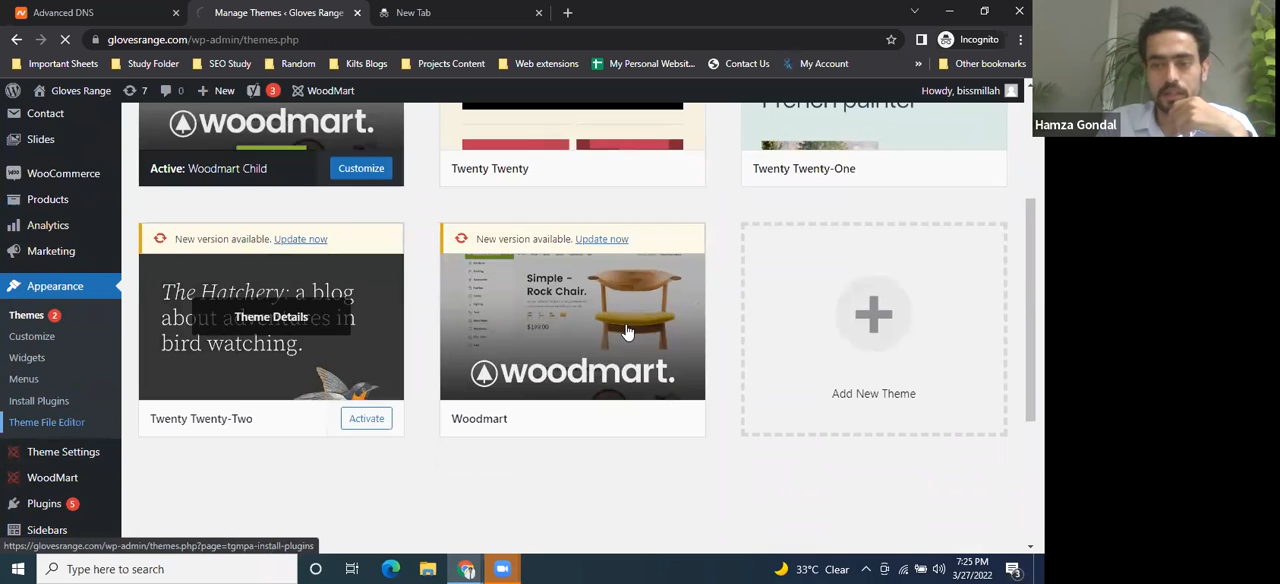 Advanced DNS
Manage Themes < Gloves Range
New Tab
glovesrange.com/wp-admin/themes.php
Incognito
Important Sheets
Study Folder
SEO Study
Random
Kilts Blogs
Projects Content
Web extensions
My Personal Websit...
Contact Us
My Account
»
Other bookmarks
Gloves Range
7
0
New
3
WoodMart
Howdy, bissmillah
Hamza Gondal
Contact
Slides
WooCommerce
Products
Analytics
Marketing
Appearance
Themes 2
Customize
Widgets
Menus
Install Plugins
Theme File Editor
Theme Settings
WoodMart
Plugins 5
Sidebars
woodmart.
Active: Woodmart Child
Customize
Twenty Twenty
French painter
Twenty Twenty-One
New version available. Update now
The Hatchery: a blog
about adventures in
bird watching.
Theme Details
Twenty Twenty-Two
Activate
New version available. Update now
Simple -
Rock Chair.
$199.00
woodmart.
Woodmart
Add New Theme
https://glovesrange.com/wp-admin/themes.php?page=tgmpa-install-plugins
Type here to search
33°C Clear
7:25 PM
3/27/2022
3